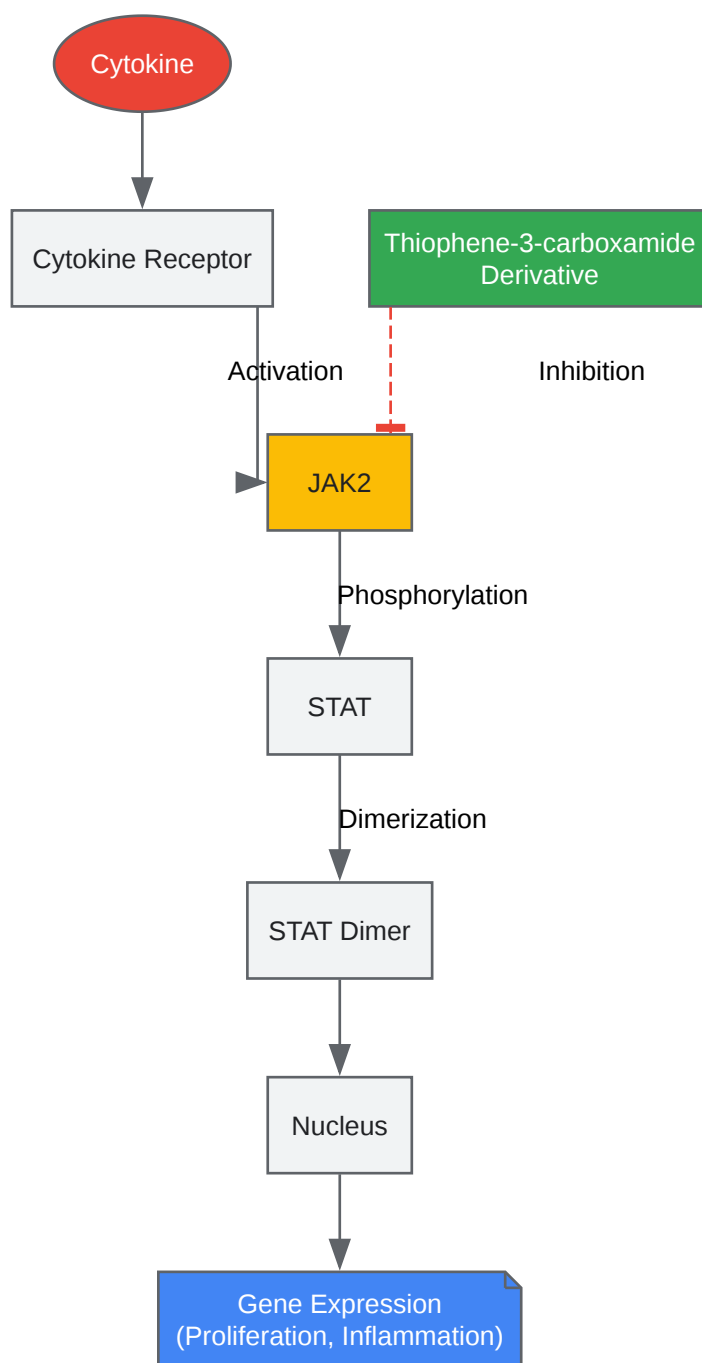 Cytokine
Cytokine Receptor
Thiophene-3-carboxamide
Derivative
Activation
Inhibition
JAK2
Phosphorylation
STAT
Dimerization
STAT Dimer
Nucleus
Gene Expression
(Proliferation, Inflammation)